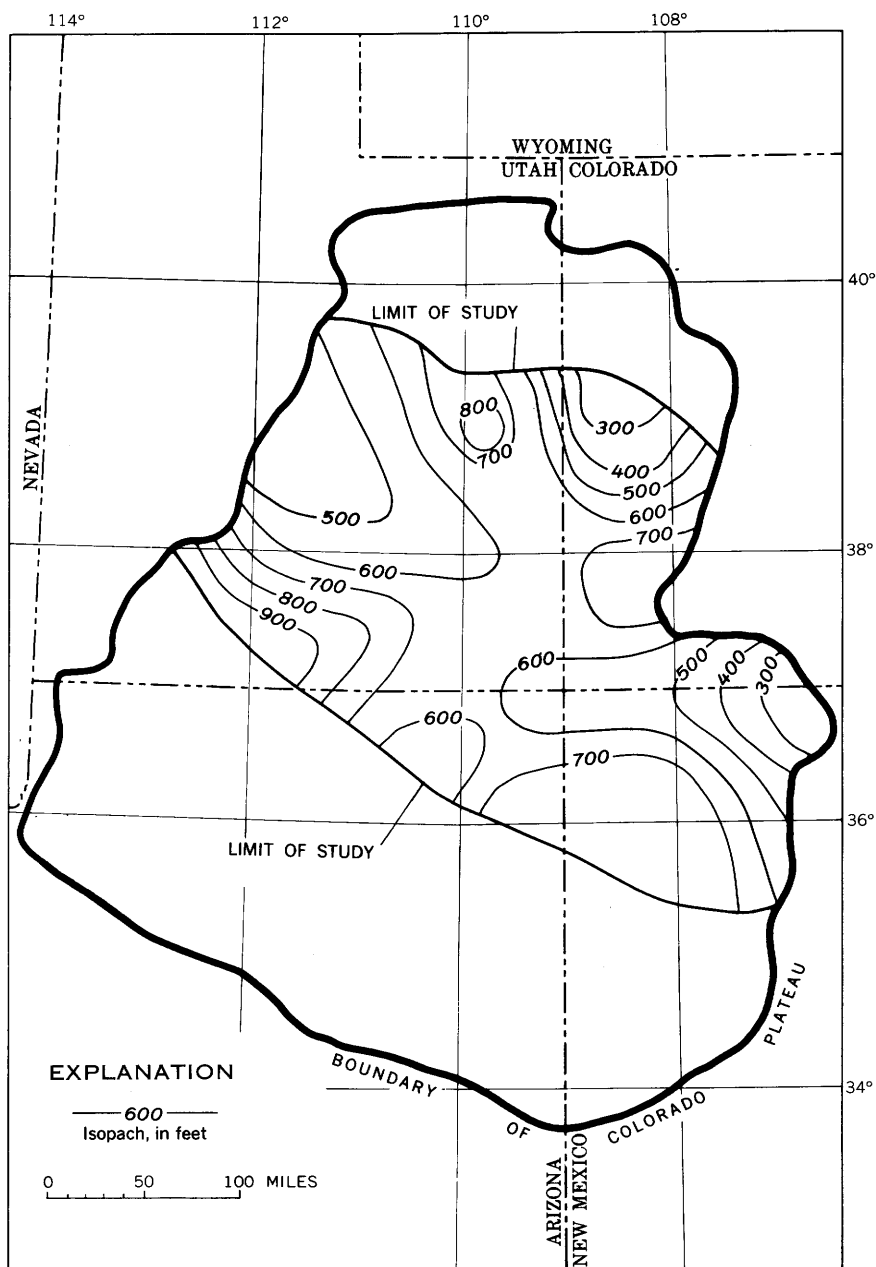 114° 112° 110° 108°
WYOMING
UTAH COLORADO
40°
LIMIT OF STUDY
800
300
700
NEVADA
400
500
500
600
38°
700
600
700
800
900
600
500
400
300
600
700
36°
LIMIT OF STUDY
PLATEAU
EXPLANATION
BOUNDARY OF COLORADO
34°
600
Isopach, in feet
ARIZONA
NEW MEXICO
0 50 100 MILES